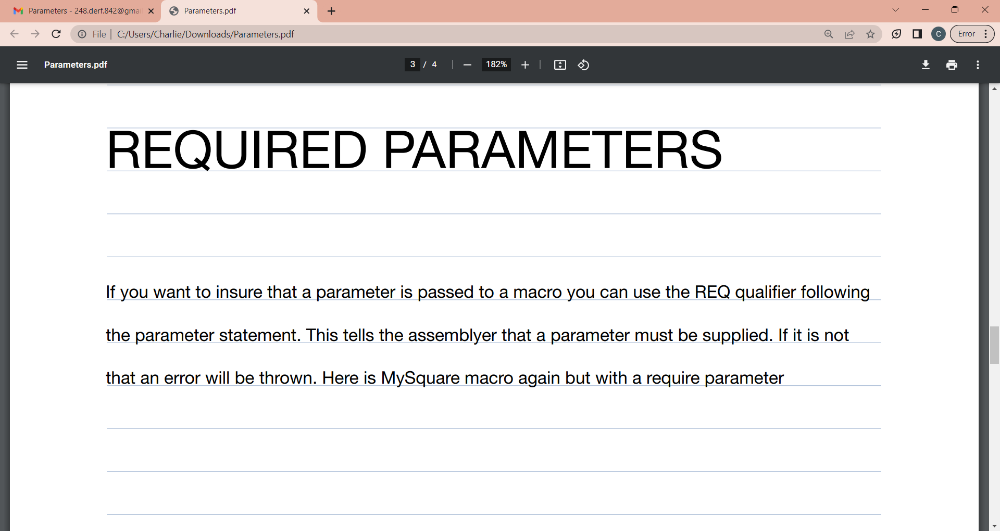 Parameters - 248.derf.842@gmai
Parameters.pdf
File
C:/Users/Charlie/Downloads/Parameters.pdf
C
Error
Parameters.pdf
3 / 4
182%
REQUIRED PARAMETERS
If you want to insure that a parameter is passed to a macro you can use the REQ qualifier following
the parameter statement. This tells the assemblyer that a parameter must be supplied. If it is not
that an error will be thrown. Here is MySquare macro again but with a require parameter